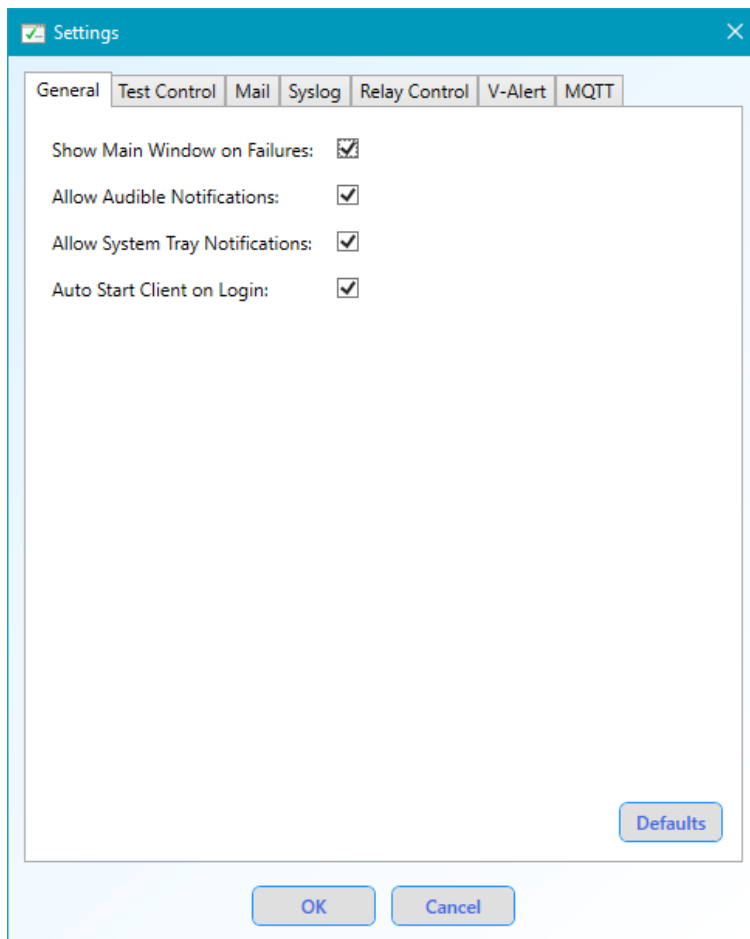 Settings
General Test Control Mail Syslog Relay Control V-Alert MQTT
Show Main Window on Failures:
Allow Audible Notifications:
Allow System Tray Notifications:
Auto Start Client on Login:
Defaults
OK Cancel